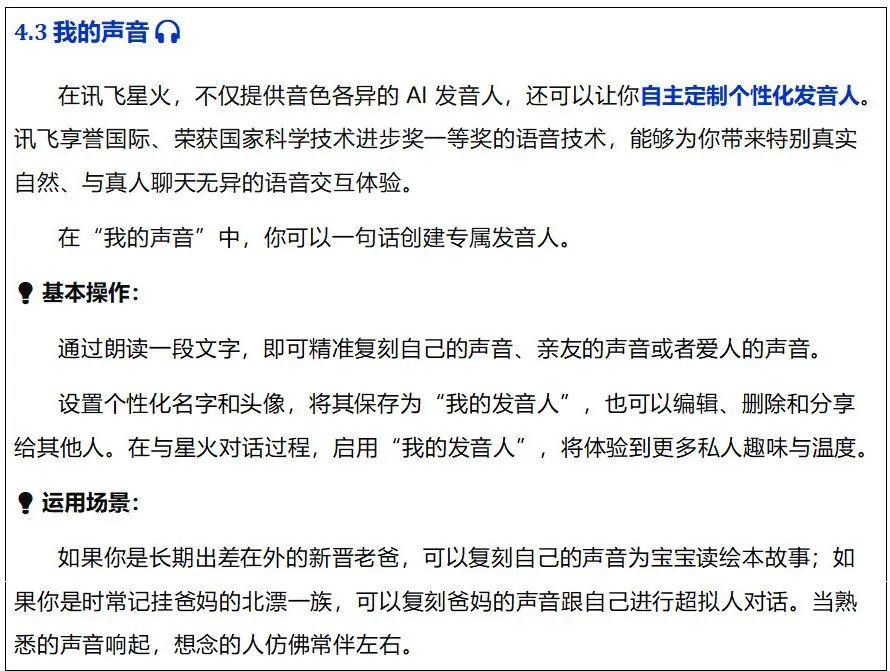 4.3 我的声音
在讯飞星火，不仅提供音色各异的 AI 发音人，还可以让你自主定制个性化发音人。
讯飞享誉国际、荣获国家科学技术进步奖一等奖的语音技术，能够为你带来特别真实
自然、与真人聊天无异的语音交互体验。
在“我的声音”中，你可以一句话创建专属发音人。
基本操作：
通过朗读一段文字，即可精准复刻自己的声音、亲友的声音或者爱人的声音。
设置个性化名字和头像，将其保存为“我的发音人”，也可以编辑、删除和分享
给其他人。在与星火对话过程，启用“我的发音人”，将体验到更多私人趣味与温度。
运用场景：
如果你是长期出差在外的新晋老爸，可以复刻自己的声音为宝宝读绘本故事；如
果你是时常记挂爸妈的北漂一族，可以复刻爸妈的声音跟自己进行超拟人对话。当熟
悉的声音响起，想念的人仿佛常伴左右。